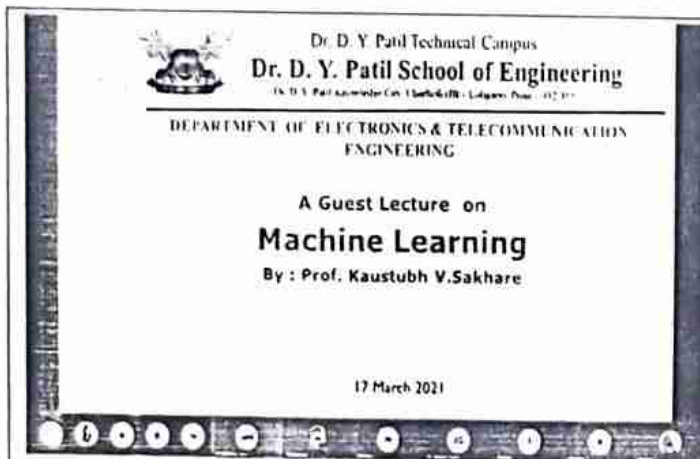 Dr. D. Y. Patil Technical Campus
Dr. D. Y. Patil School of Engineering
DEPARTMENT OF ELECTRONICS & TELECOMMUNICATION
ENGINEERING
A Guest Lecture on
Machine Learning
By : Prof. Kaustubh V.Sakhare
17 March 2021